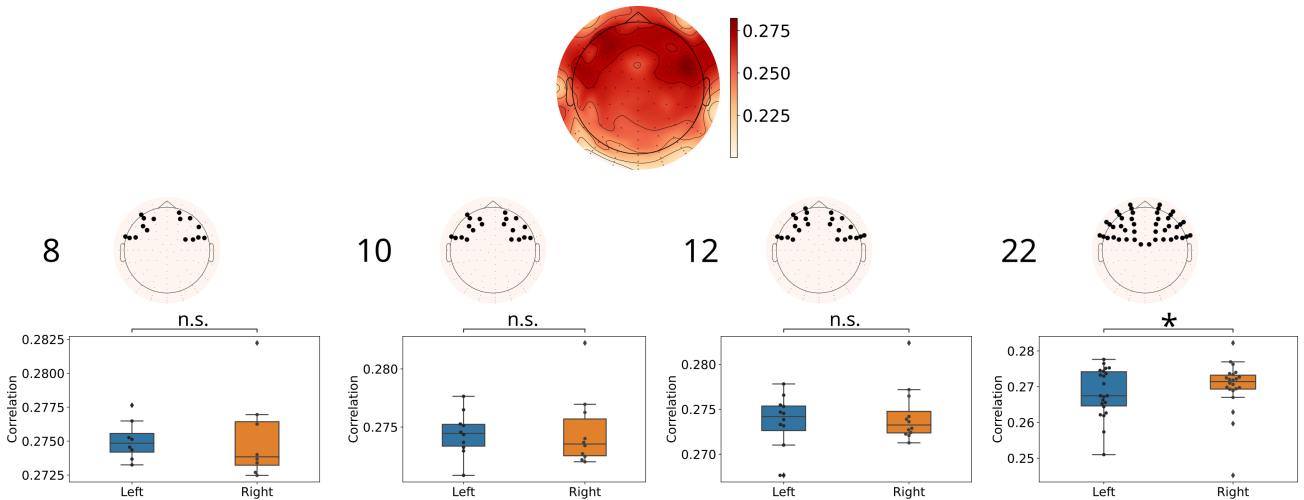 0.275
0.250
0.225
8
10
12
22
n.s.
n.s.
n.s.
*
0.2825
0.2800
0.2775
0.2750
0.2725
Correlation
Left
Right
0.280
0.275
Correlation
Left
Right
0.280
0.275
0.270
Correlation
Left
Right
0.28
0.27
0.26
0.25
Correlation
Left
Right